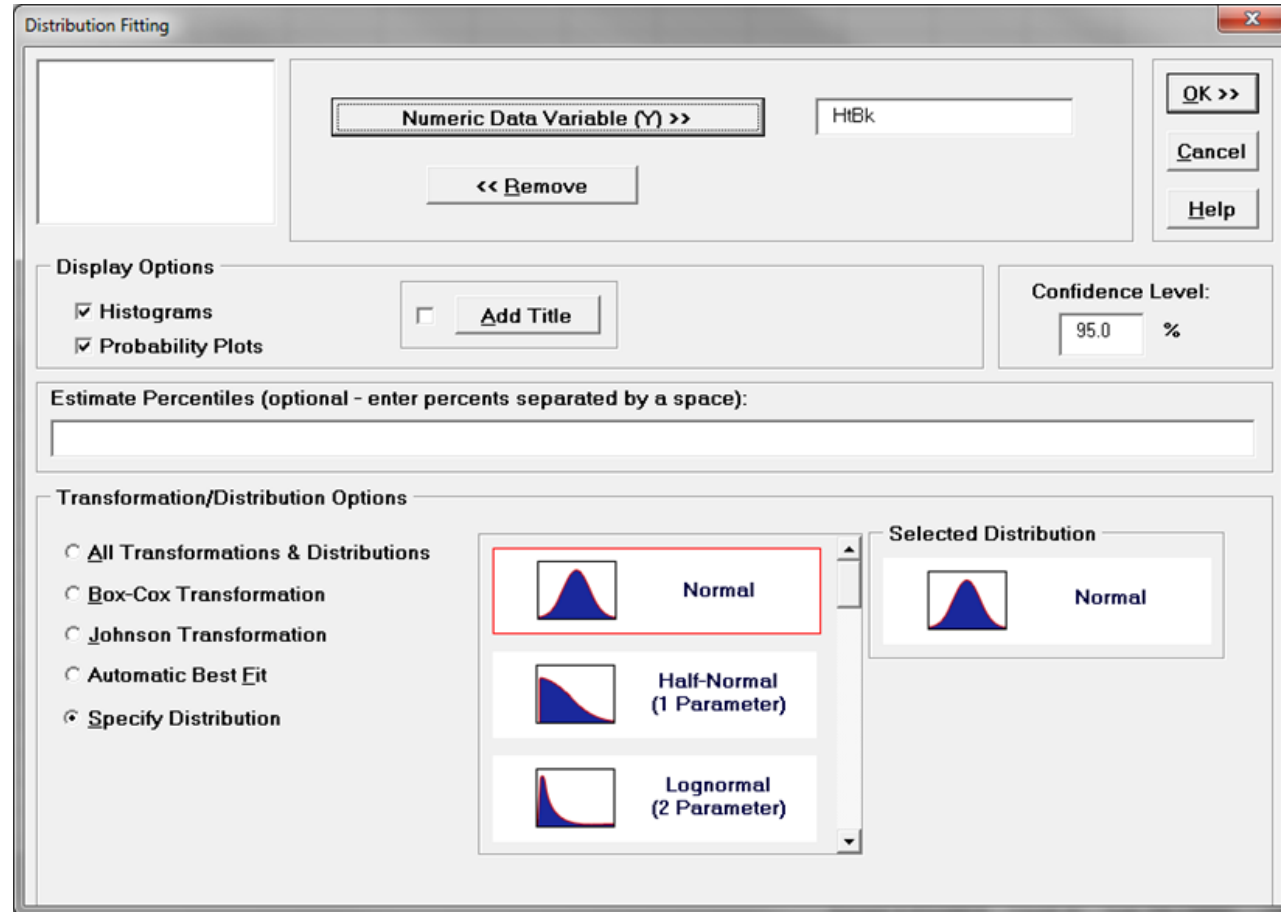 Distribution Fitting
Numeric Data Variable (Y) >>
HtBk
<< Remove
OK >>
Cancel
Help
Display Options
Histograms
Probability Plots
Add Title
Confidence Level:
95.0 %
Estimate Percentiles (optional - enter percents separated by a space):
Transformation/Distribution Options
All Transformations & Distributions
Box-Cox Transformation
Johnson Transformation
Automatic Best Fit
Specify Distribution
Normal
Half-Normal
(1 Parameter)
Lognormal
(2 Parameter)
Selected Distribution
Normal